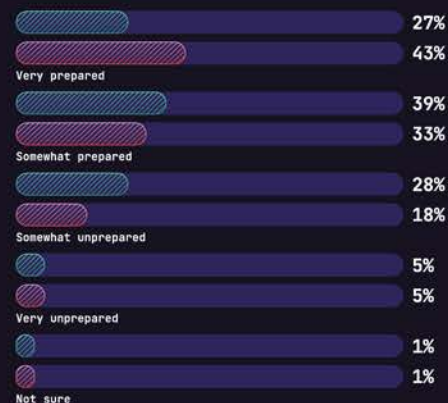 27%
43%
Very prepared
39%
33%
Somewhat prepared
28%
18%
Somewhat unprepared
5%
5%
Very unprepared
1%
1%
Not sure